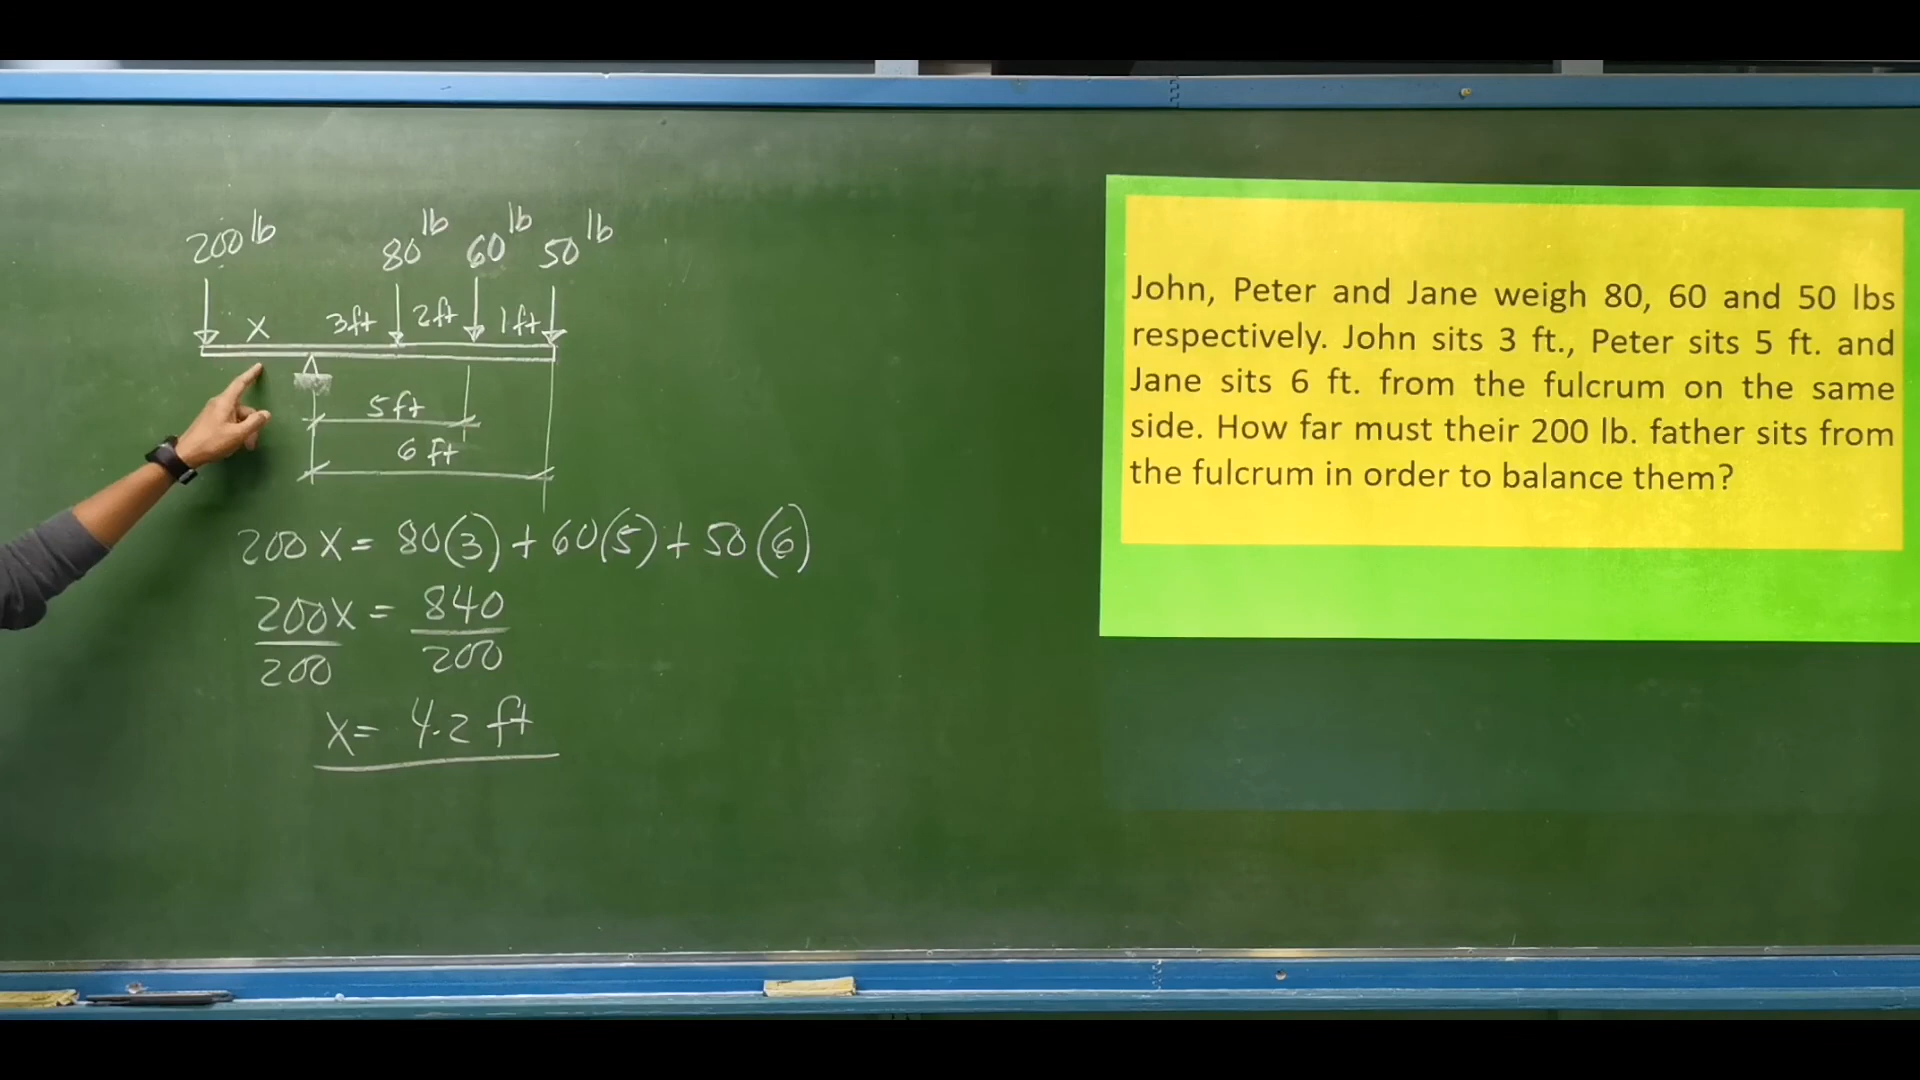 200 lb 80 lb 60 lb 50 lb
X 3ft 2ft 1ft
5ft
6 ft
200 X = 80(3) + 60(5) + 50(6)
200X = 840
200 200
X = 4.2 ft
John, Peter and Jane weigh 80, 60 and 50 lbs
respectively. John sits 3 ft., Peter sits 5 ft. and
Jane sits 6 ft. from the fulcrum on the same
side. How far must their 200 lb. father sits from
the fulcrum in order to balance them?